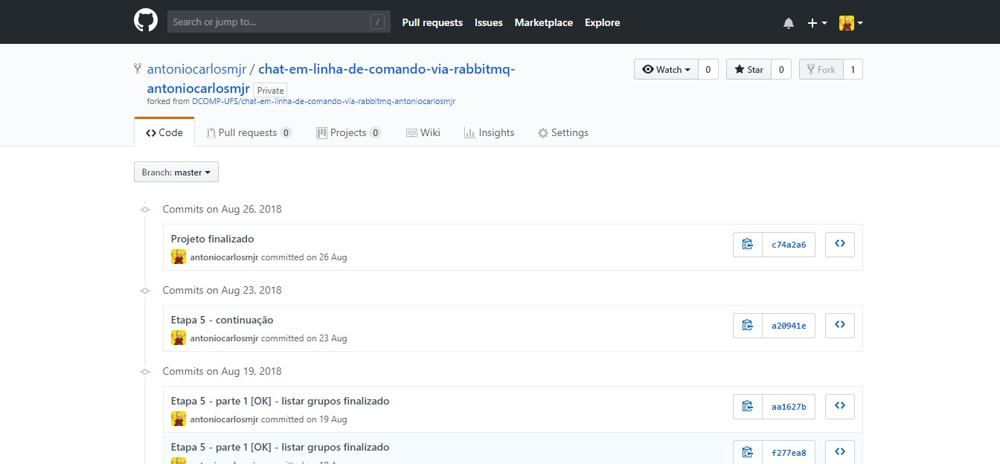 Search or jump to... / Pull requests Issues Marketplace Explore
antoniocarlosmjr / chat-em-linha-de-comando-via-rabbitmq-
antoniocarlosmjr Private
Watch 0 Star 0 Fork 1
forked from DCOMP-UFS/chat-em-linha-de-comando-via-rabbitmq-antoniocarlosmjr
Code Pull requests 0 Projects 0 Wiki Insights Settings
Branch: master
Commits on Aug 26, 2018
Projeto finalizado
c74a2a6
antoniocarlosmjr committed on 26 Aug
Commits on Aug 23, 2018
Etapa 5 - continuação
a20941e
antoniocarlosmjr committed on 23 Aug
Commits on Aug 19, 2018
Etapa 5 - parte 1 [OK] - listar grupos finalizado
aa1627b
antoniocarlosmjr committed on 19 Aug
Etapa 5 - parte 1 [OK] - listar grupos finalizado
f277ea8